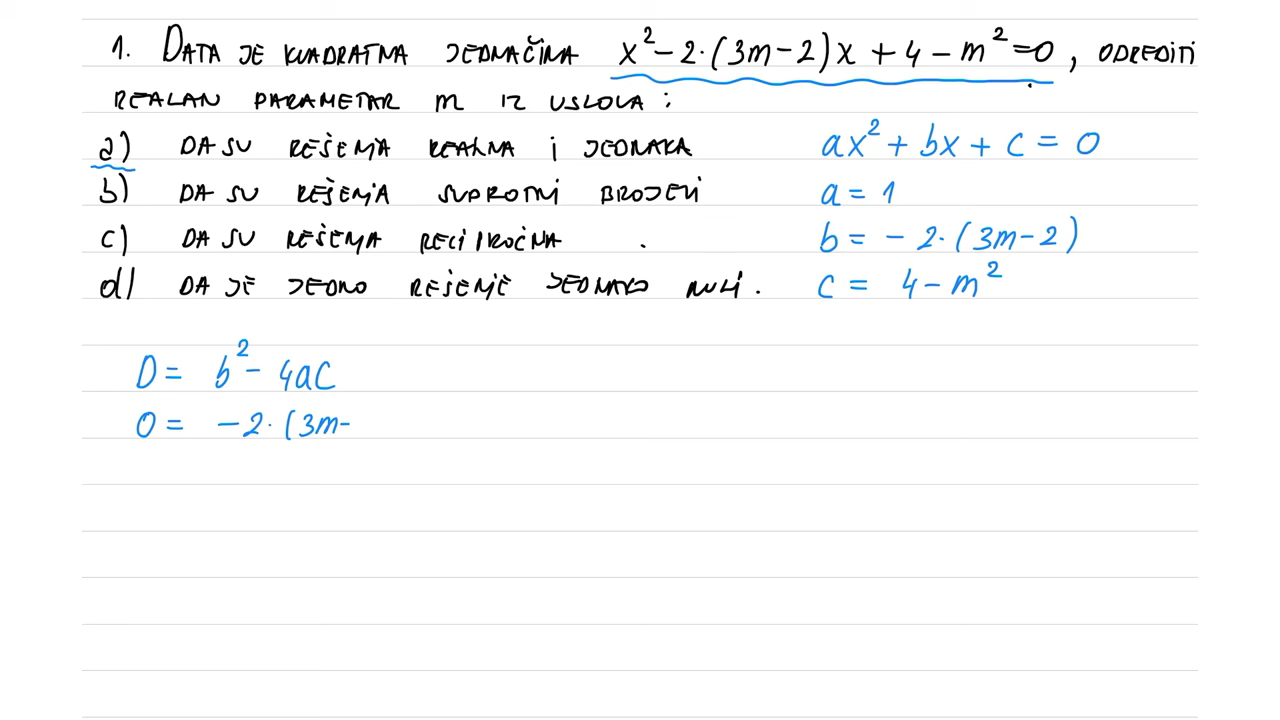 1. DATA JE KVADRATNA JEDNAČINA x² - 2·(3m-2)x + 4 - m² = 0, ODREDITI
REALAN PARAMETAR m IZ USLOVA:
a) DA SU REŠENJA REALNA I JEDNAKA
b) DA SU REŠENJA SUPROTNI BROJEVI
c) DA SU REŠENJA RECIPROČNA
d) DA JE JEDNO REŠENJE JEDNAKO NULI.
ax² + bx + c = 0
a = 1
b = -2·(3m-2)
c = 4 - m²
D = b² - 4ac
0 = -2·(3m-